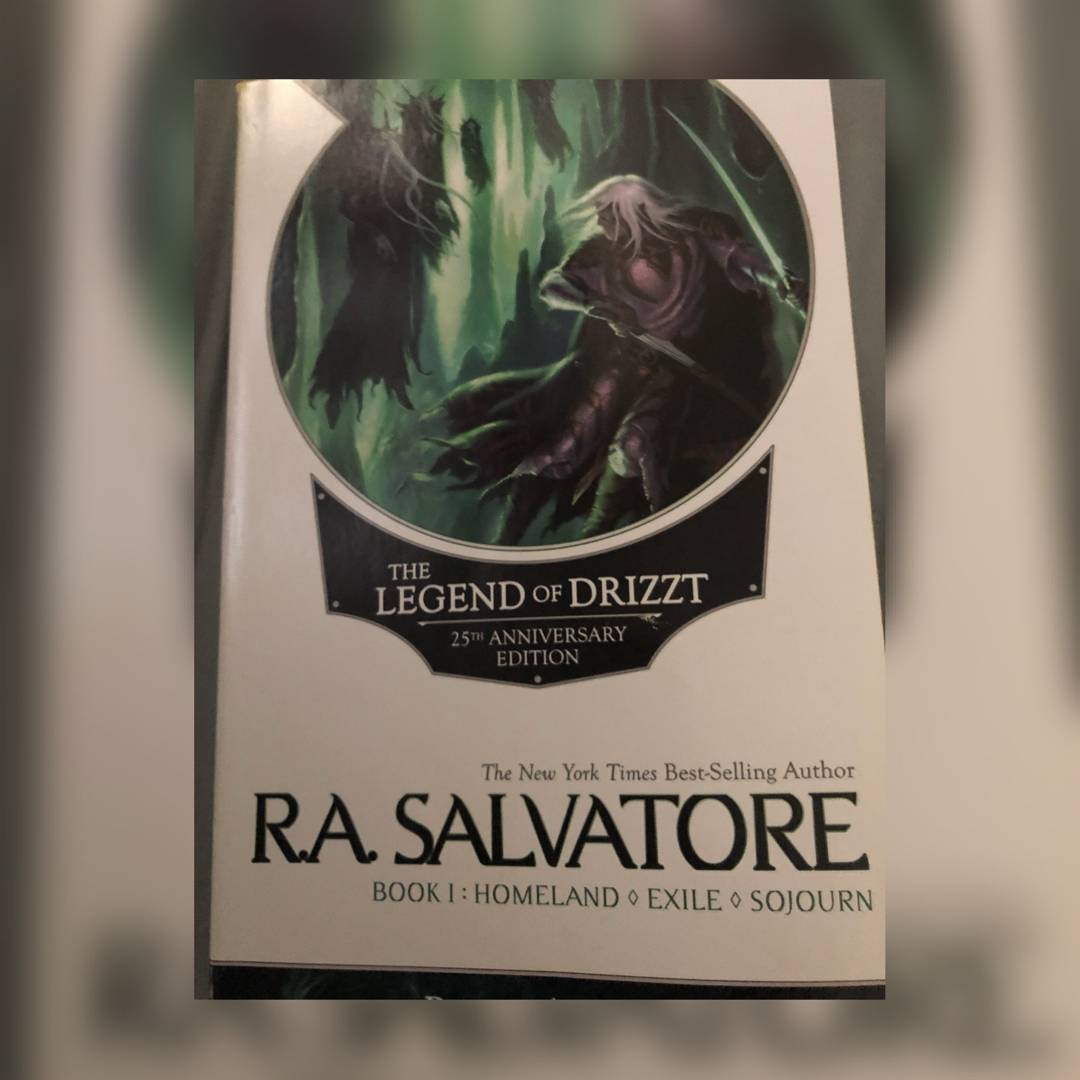 THE
LEGEND OF DRIZZT
25TH ANNIVERSARY
EDITION
The New York Times Best-Selling Author
R.A. SALVATORE
BOOK I: HOMELAND ◊ EXILE ◊ SOJOURN